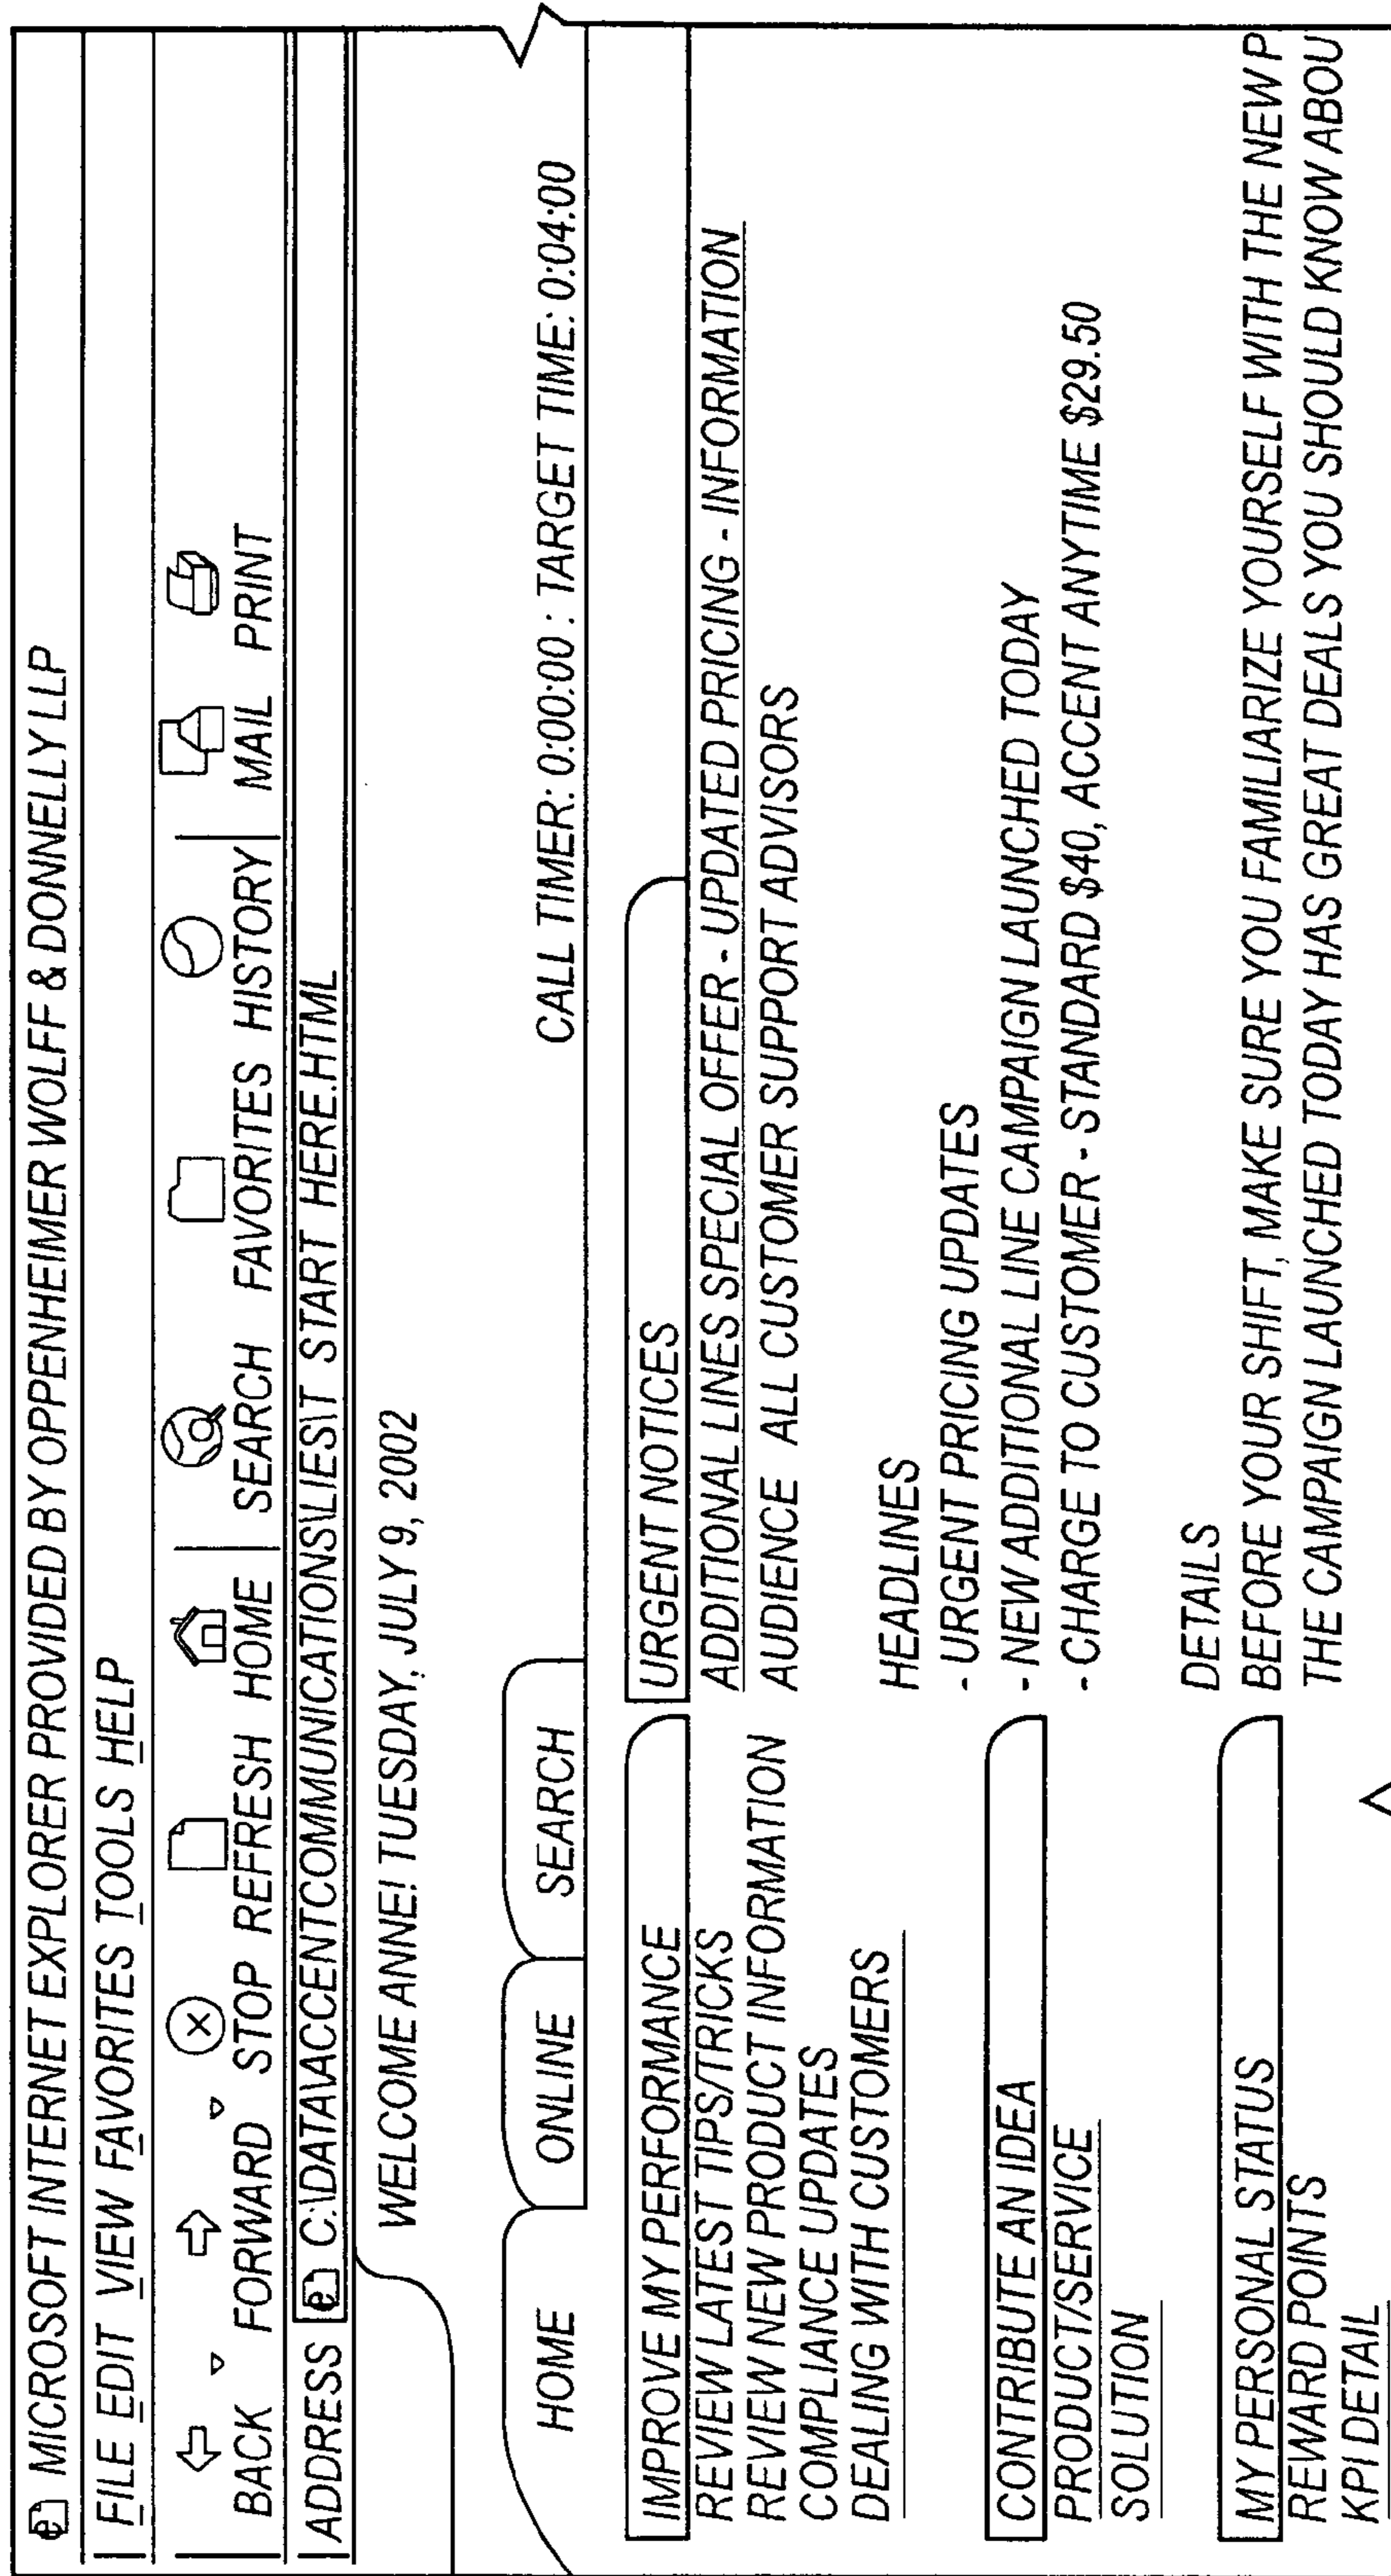 MICROSOFT INTERNET EXPLORER PROVIDED BY OPPENHEIMER WOLFF & DONNELLY LLP
FILE EDIT VIEW FAVORITES TOOLS HELP
BACK FORWARD STOP REFRESH HOME SEARCH FAVORITES HISTORY MAIL PRINT
ADDRESS C:\DATA\ACCENTCOMMUNICATIONS\LIES\T START HERE.HTML
WELCOME ANNE! TUESDAY, JULY 9, 2002
HOME ONLINE SEARCH CALL TIMER: 0:00:00 : TARGET TIME: 0:04:00
IMPROVE MY PERFORMANCE
REVIEW LATEST TIPS/TRICKS
REVIEW NEW PRODUCT INFORMATION
COMPLIANCE UPDATES
DEALING WITH CUSTOMERS
CONTRIBUTE AN IDEA
PRODUCT/SERVICE
SOLUTION
MY PERSONAL STATUS
REWARD POINTS
KPI DETAIL
URGENT NOTICES
ADDITIONAL LINES SPECIAL OFFER - UPDATED PRICING - INFORMATION
AUDIENCE ALL CUSTOMER SUPPORT ADVISORS
HEADLINES
- URGENT PRICING UPDATES
- NEW ADDITIONAL LINE CAMPAIGN LAUNCHED TODAY
- CHARGE TO CUSTOMER - STANDARD $40, ACCENT ANYTIME $29.50
DETAILS
BEFORE YOUR SHIFT, MAKE SURE YOU FAMILIARIZE YOURSELF WITH THE NEW P
THE CAMPAIGN LAUNCHED TODAY HAS GREAT DEALS YOU SHOULD KNOW ABOU